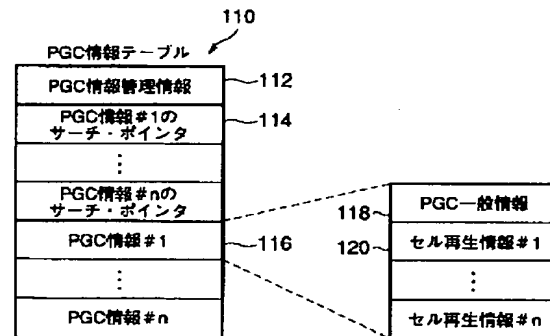 110
PGC情報テーブル
PGC情報管理情報
112
PGC情報#1の
サーチ・ポインタ
114
⋮
PGC情報#nの
サーチ・ポインタ
PGC情報#1
116
⋮
PGC情報#n
118
PGC一般情報
120
セル再生情報#1
⋮
セル再生情報#n